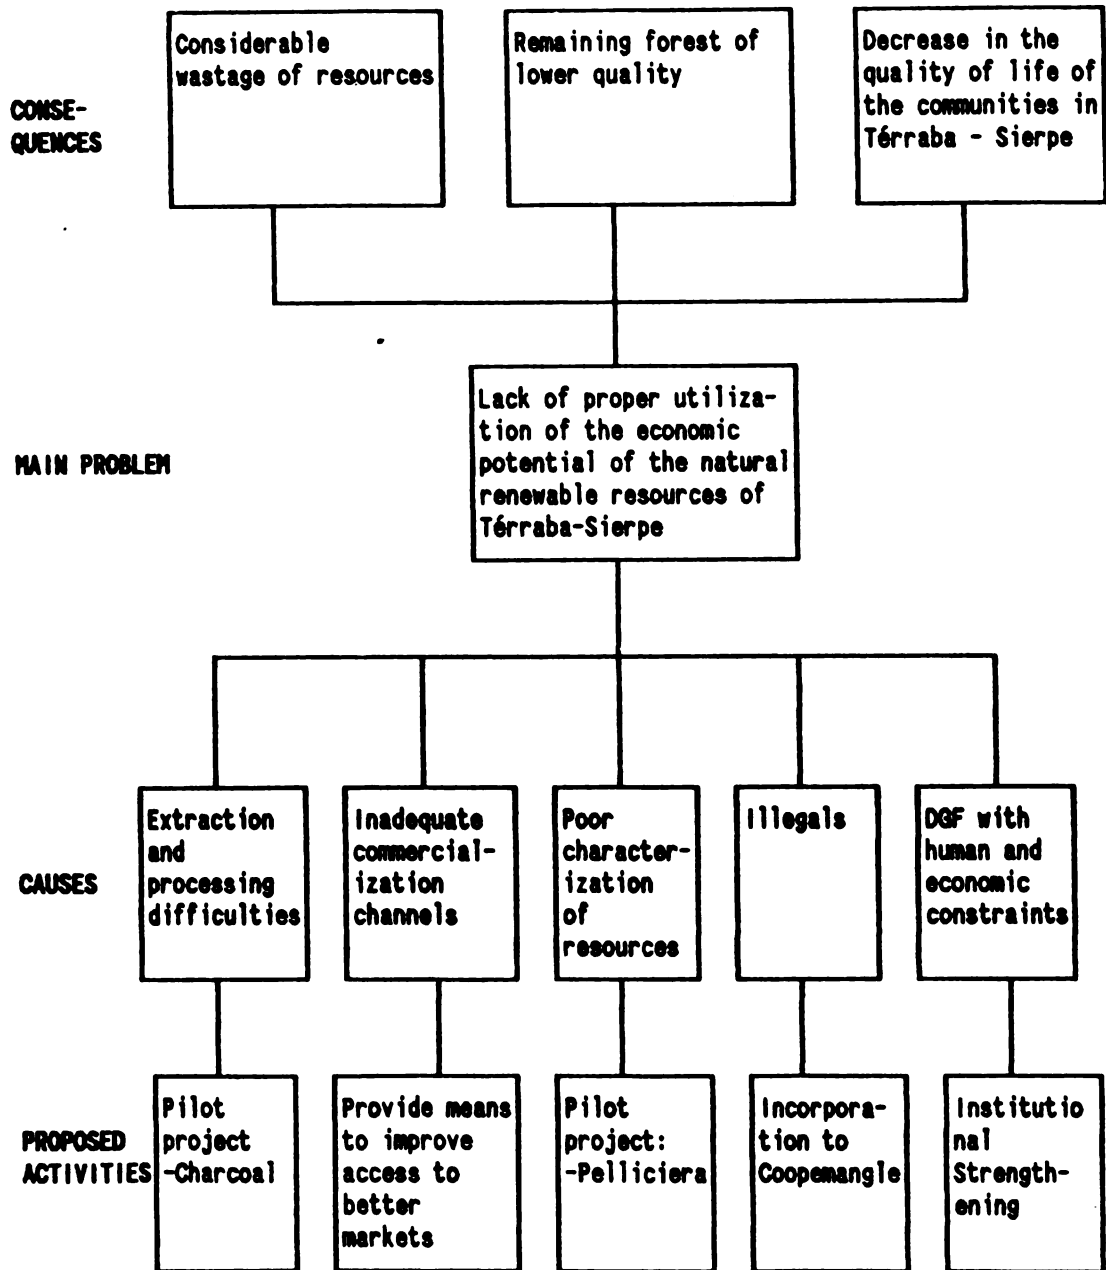 CONSE-
QUENCES
Considerable
wastage of resources
Remaining forest of
lower quality
Decrease in the
quality of life of
the communities in
Térraba - Sierpe
MAIN PROBLEM
Lack of proper utiliza-
tion of the economic
potential of the natural
renewable resources of
Térraba-Sierpe
CAUSES
Extraction
and
processing
difficulties
Inadequate
commercial-
ization
channels
Poor
character-
ization
of
resources
Illegals
DGF with
human and
economic
constraints
PROPOSED
ACTIVITIES
Pilot
project
-Charcoal
Provide means
to improve
access to
better
markets
Pilot
project:
-Pelliciera
Incorpora-
tion to
Coopemangle
Institutio
nal
Strength-
ening